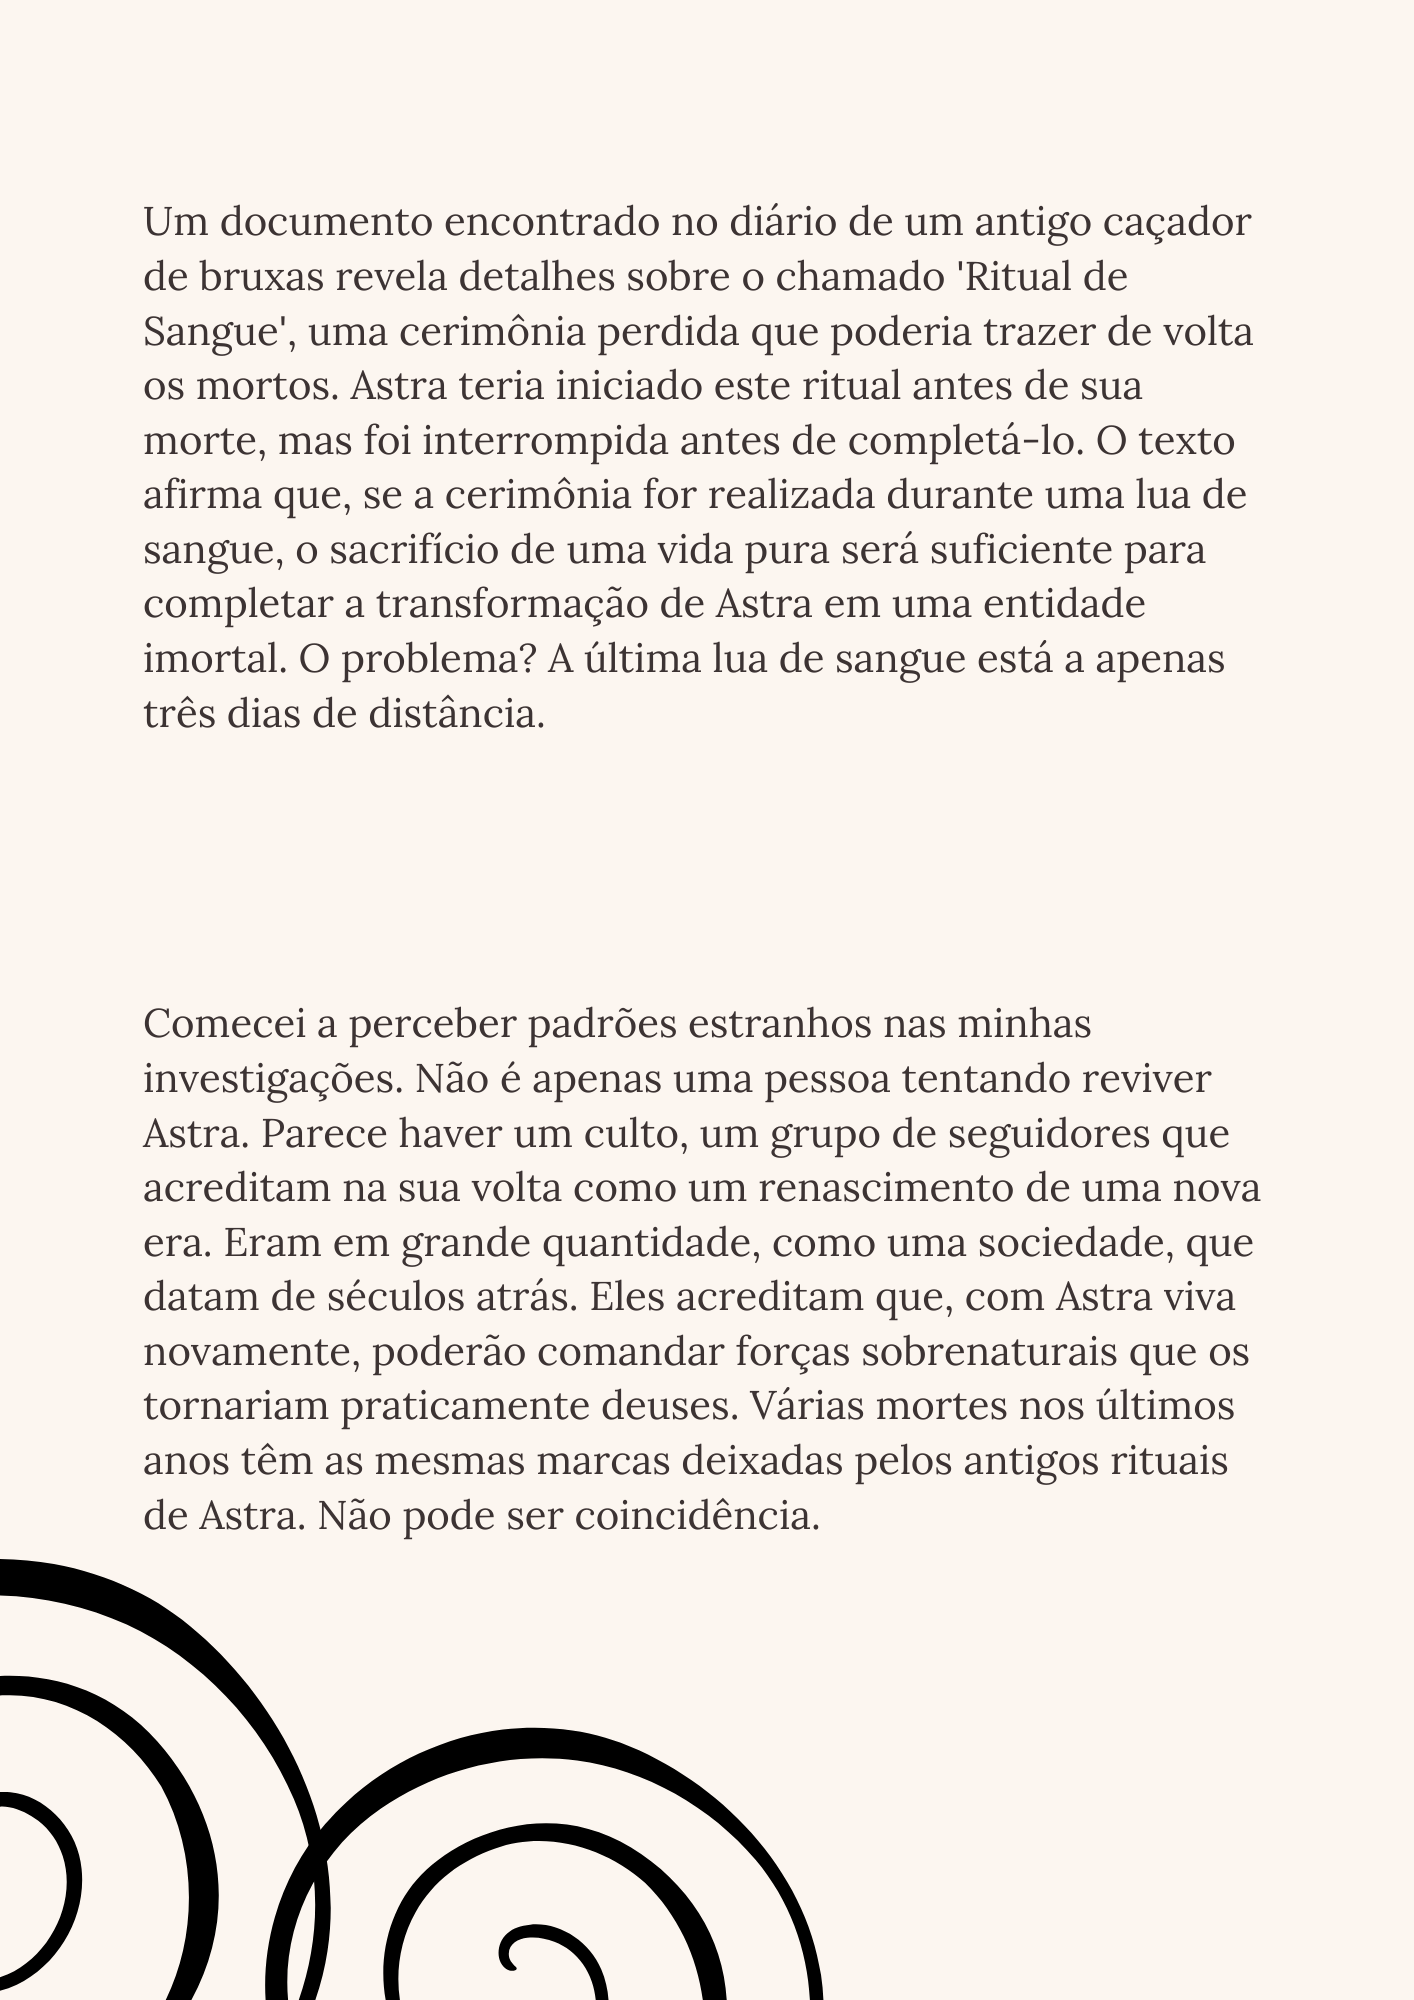 Um documento encontrado no diário de um antigo caçador
de bruxas revela detalhes sobre o chamado 'Ritual de
Sangue', uma cerimônia perdida que poderia trazer de volta
os mortos. Astra teria iniciado este ritual antes de sua
morte, mas foi interrompida antes de completá-lo. O texto
afirma que, se a cerimônia for realizada durante uma lua de
sangue, o sacrifício de uma vida pura será suficiente para
completar a transformação de Astra em uma entidade
imortal. O problema? A última lua de sangue está a apenas
três dias de distância.
Comecei a perceber padrões estranhos nas minhas
investigações. Não é apenas uma pessoa tentando reviver
Astra. Parece haver um culto, um grupo de seguidores que
acreditam na sua volta como um renascimento de uma nova
era. Eram em grande quantidade, como uma sociedade, que
datam de séculos atrás. Eles acreditam que, com Astra viva
novamente, poderão comandar forças sobrenaturais que os
tornariam praticamente deuses. Várias mortes nos últimos
anos têm as mesmas marcas deixadas pelos antigos rituais
de Astra. Não pode ser coincidência.